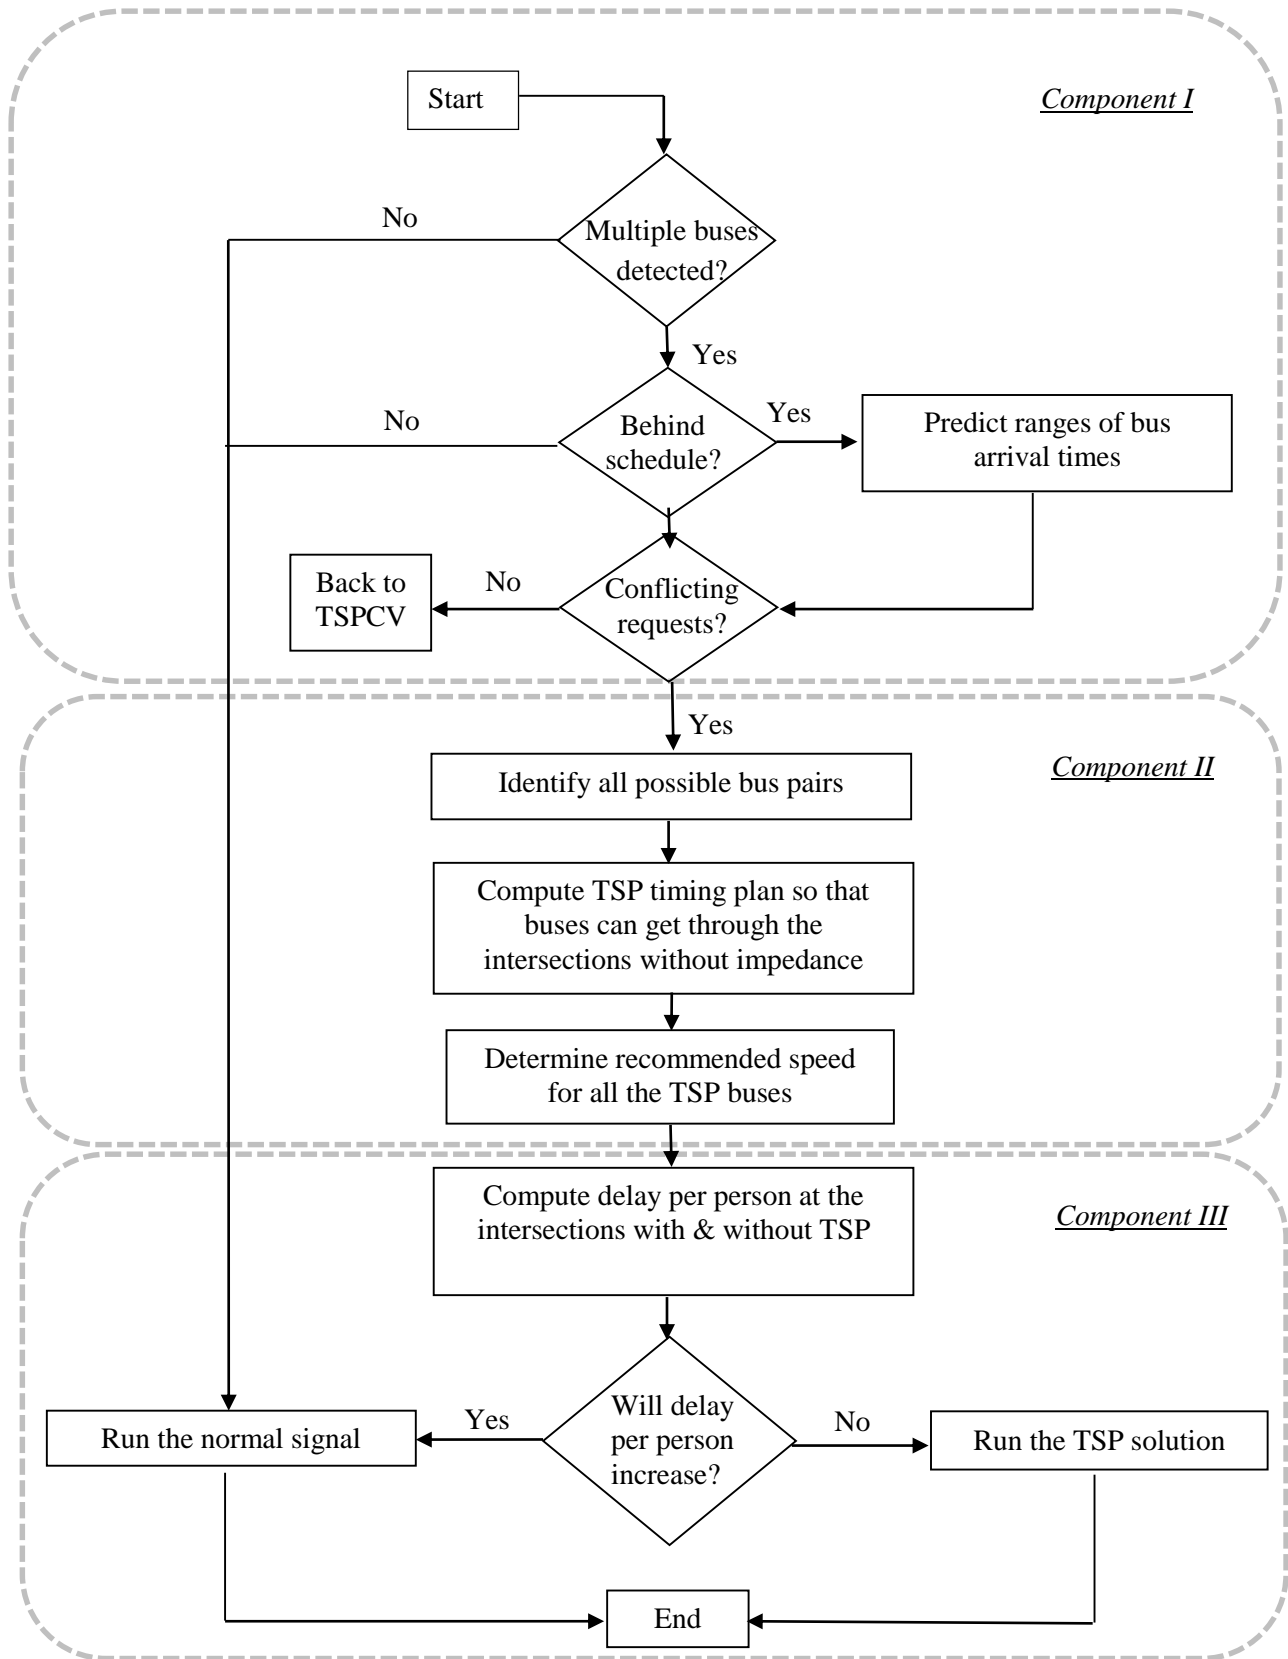 Start
Component I
No
Multiple buses
detected?
Yes
No
Behind
schedule?
Yes
Predict ranges of bus
arrival times
Back to
TSPCV
No
Conflicting
requests?
Yes
Component II
Identify all possible bus pairs
Compute TSP timing plan so that
buses can get through the
intersections without impedance
Determine recommended speed
for all the TSP buses
Compute delay per person at the
intersections with & without TSP
Component III
Run the normal signal
Yes
Will delay
per person
increase?
No
Run the TSP solution
End